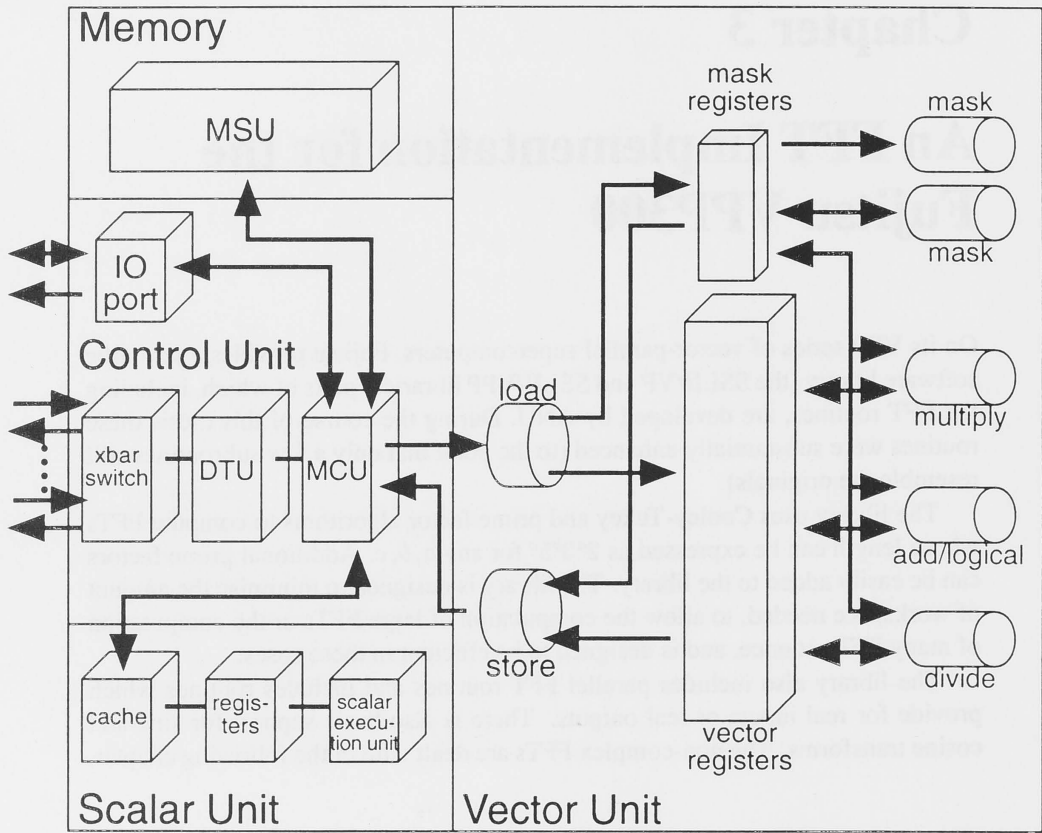 Memory
MSU
IO
port
Control Unit
xbar
switch
DTU
MCU
cache
regis-
ters
scalar
execu-
tion unit
Scalar Unit
mask
registers
mask
mask
load
multiply
add/logical
store
divide
vector
registers
Vector Unit